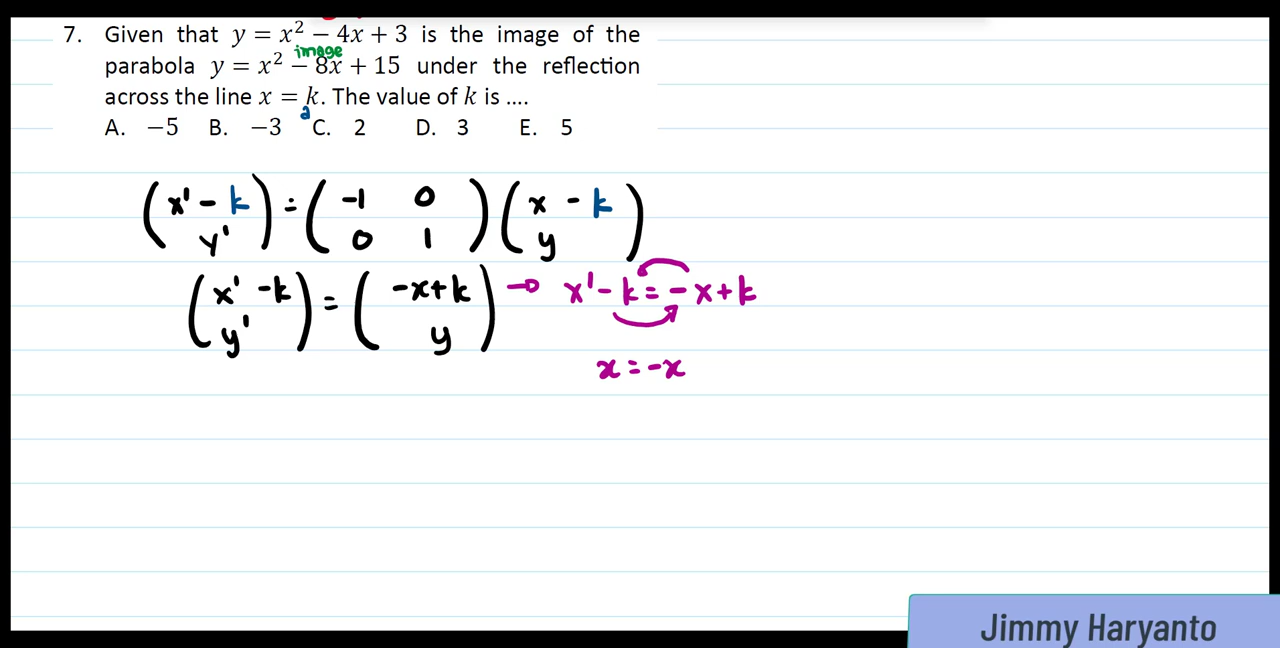 7. Given that y = x² − 4x + 3 is the image of the
image
parabola y = x² − 8x + 15 under the reflection
across the line x = k. The value of k is ....
a
A. −5 B. −3 C. 2 D. 3 E. 5
(x' - k) = (-1 0) (x - k)
(y') (0 1) (y)
(x' - k) = (-x+k) → x' - k = -x + k
(y') (y)
x = -x
Jimmy Haryanto